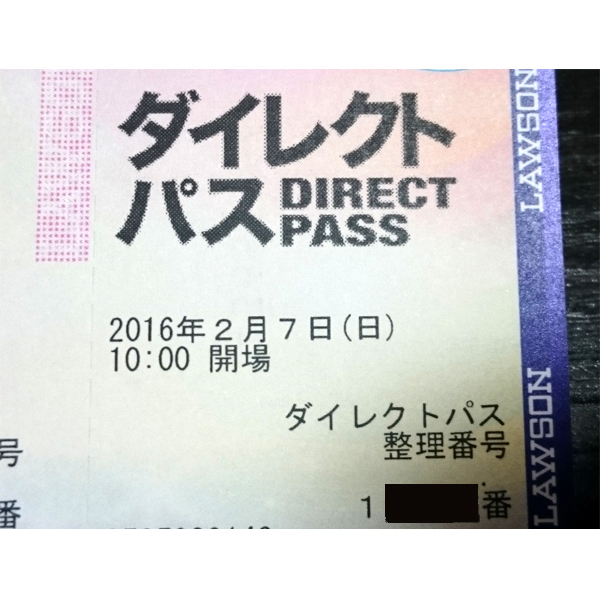 ダイレクト
パス DIRECT
PASS
2016年2月7日(日)
10:00 開場
ダイレクトパス
整理番号
1 番
号
番
LAWSON
LAWSON